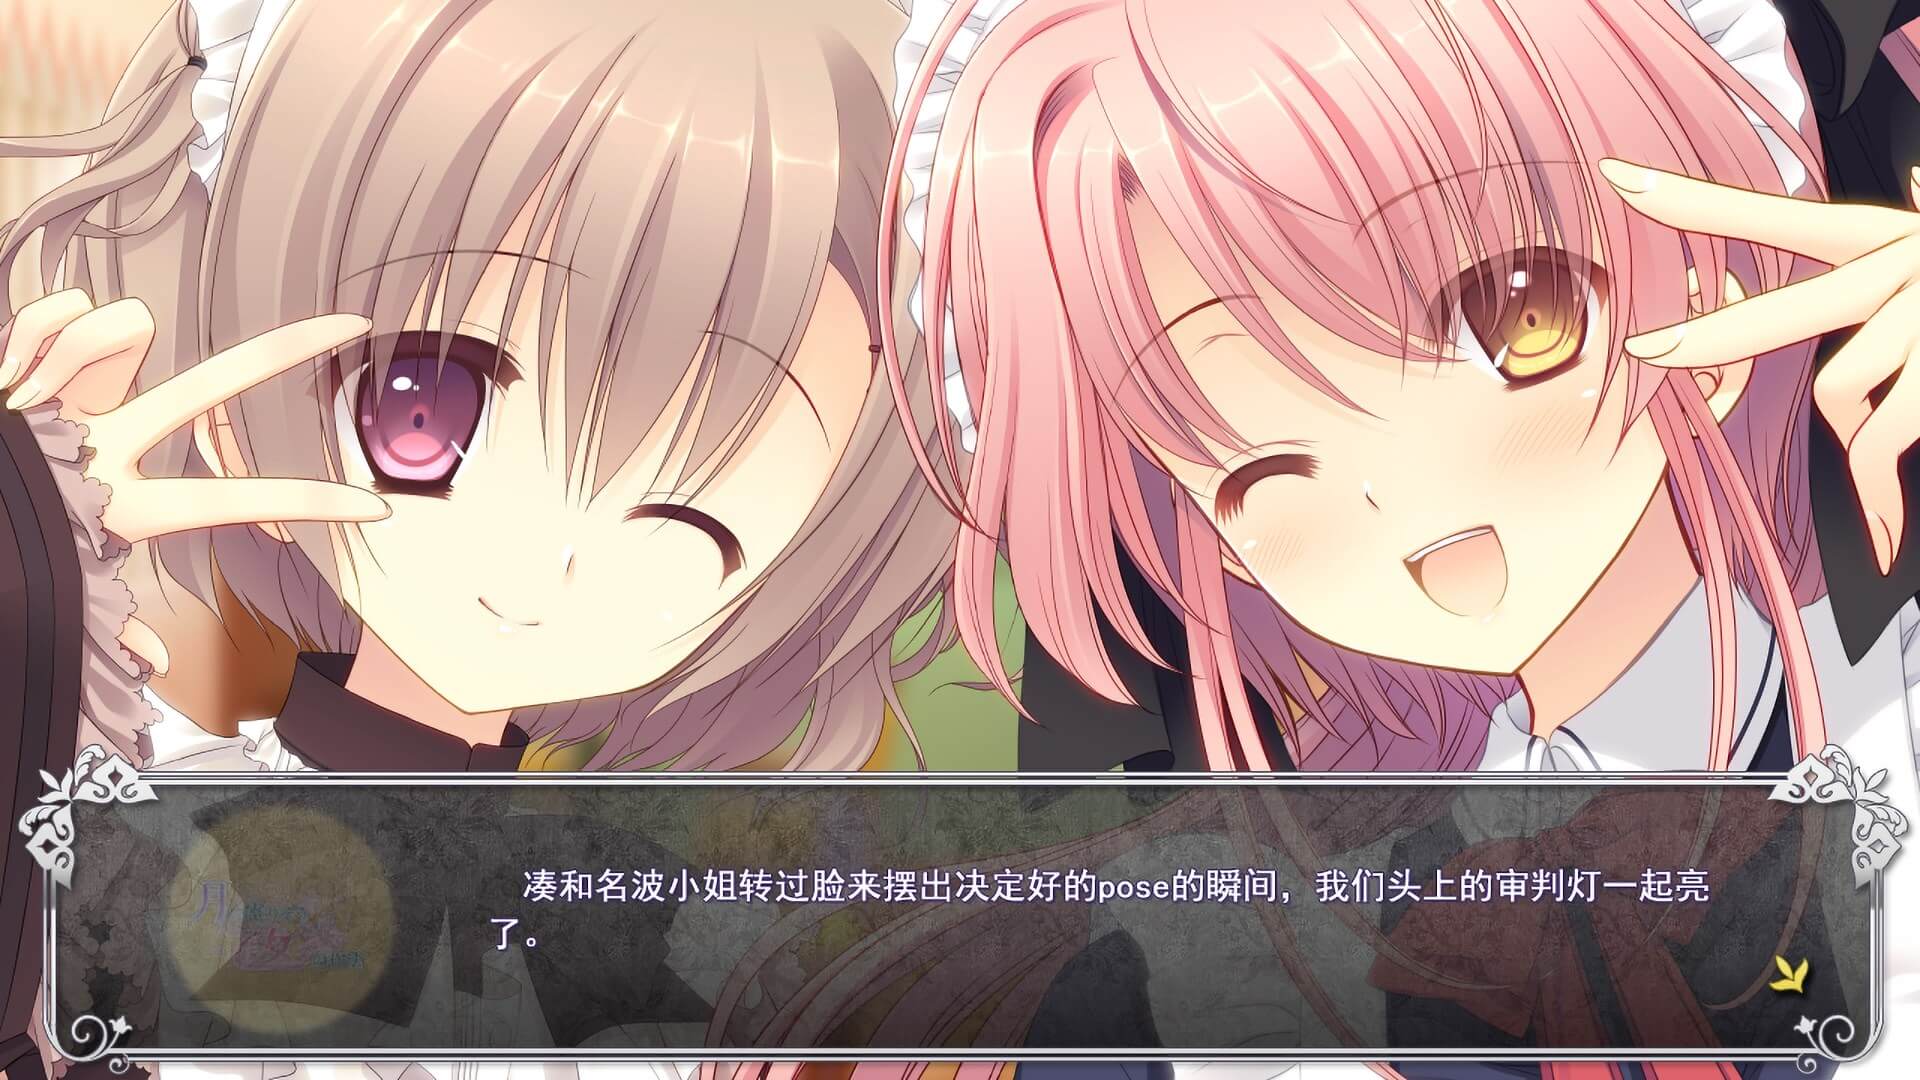 凑和名波小姐转过脸来摆出决定好的pose的瞬间，我们头上的审判灯一起亮
了。